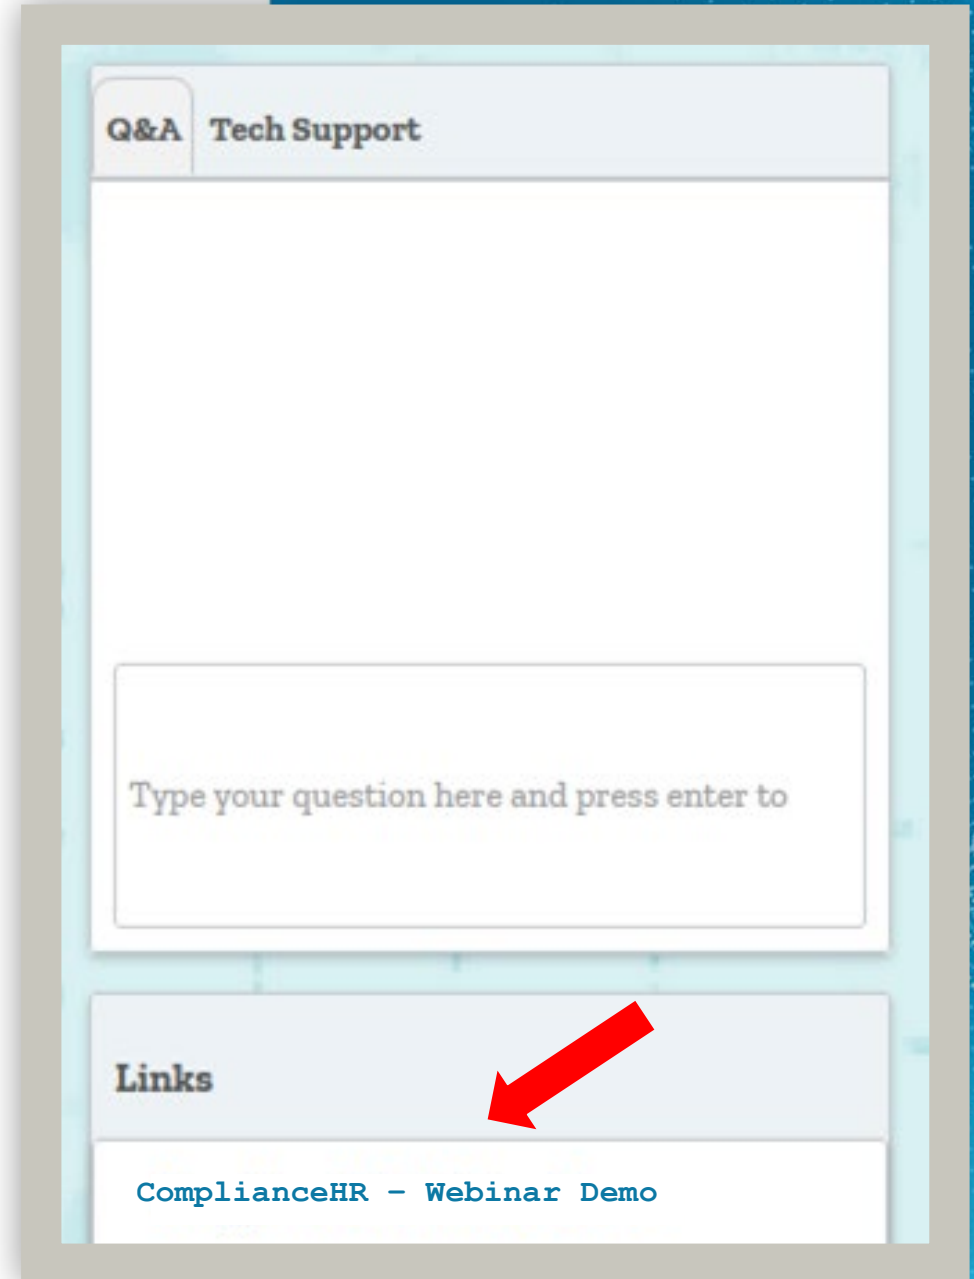 Q&A Tech Support
Type your question here and press enter to
Links
ComplianceHR – Webinar Demo